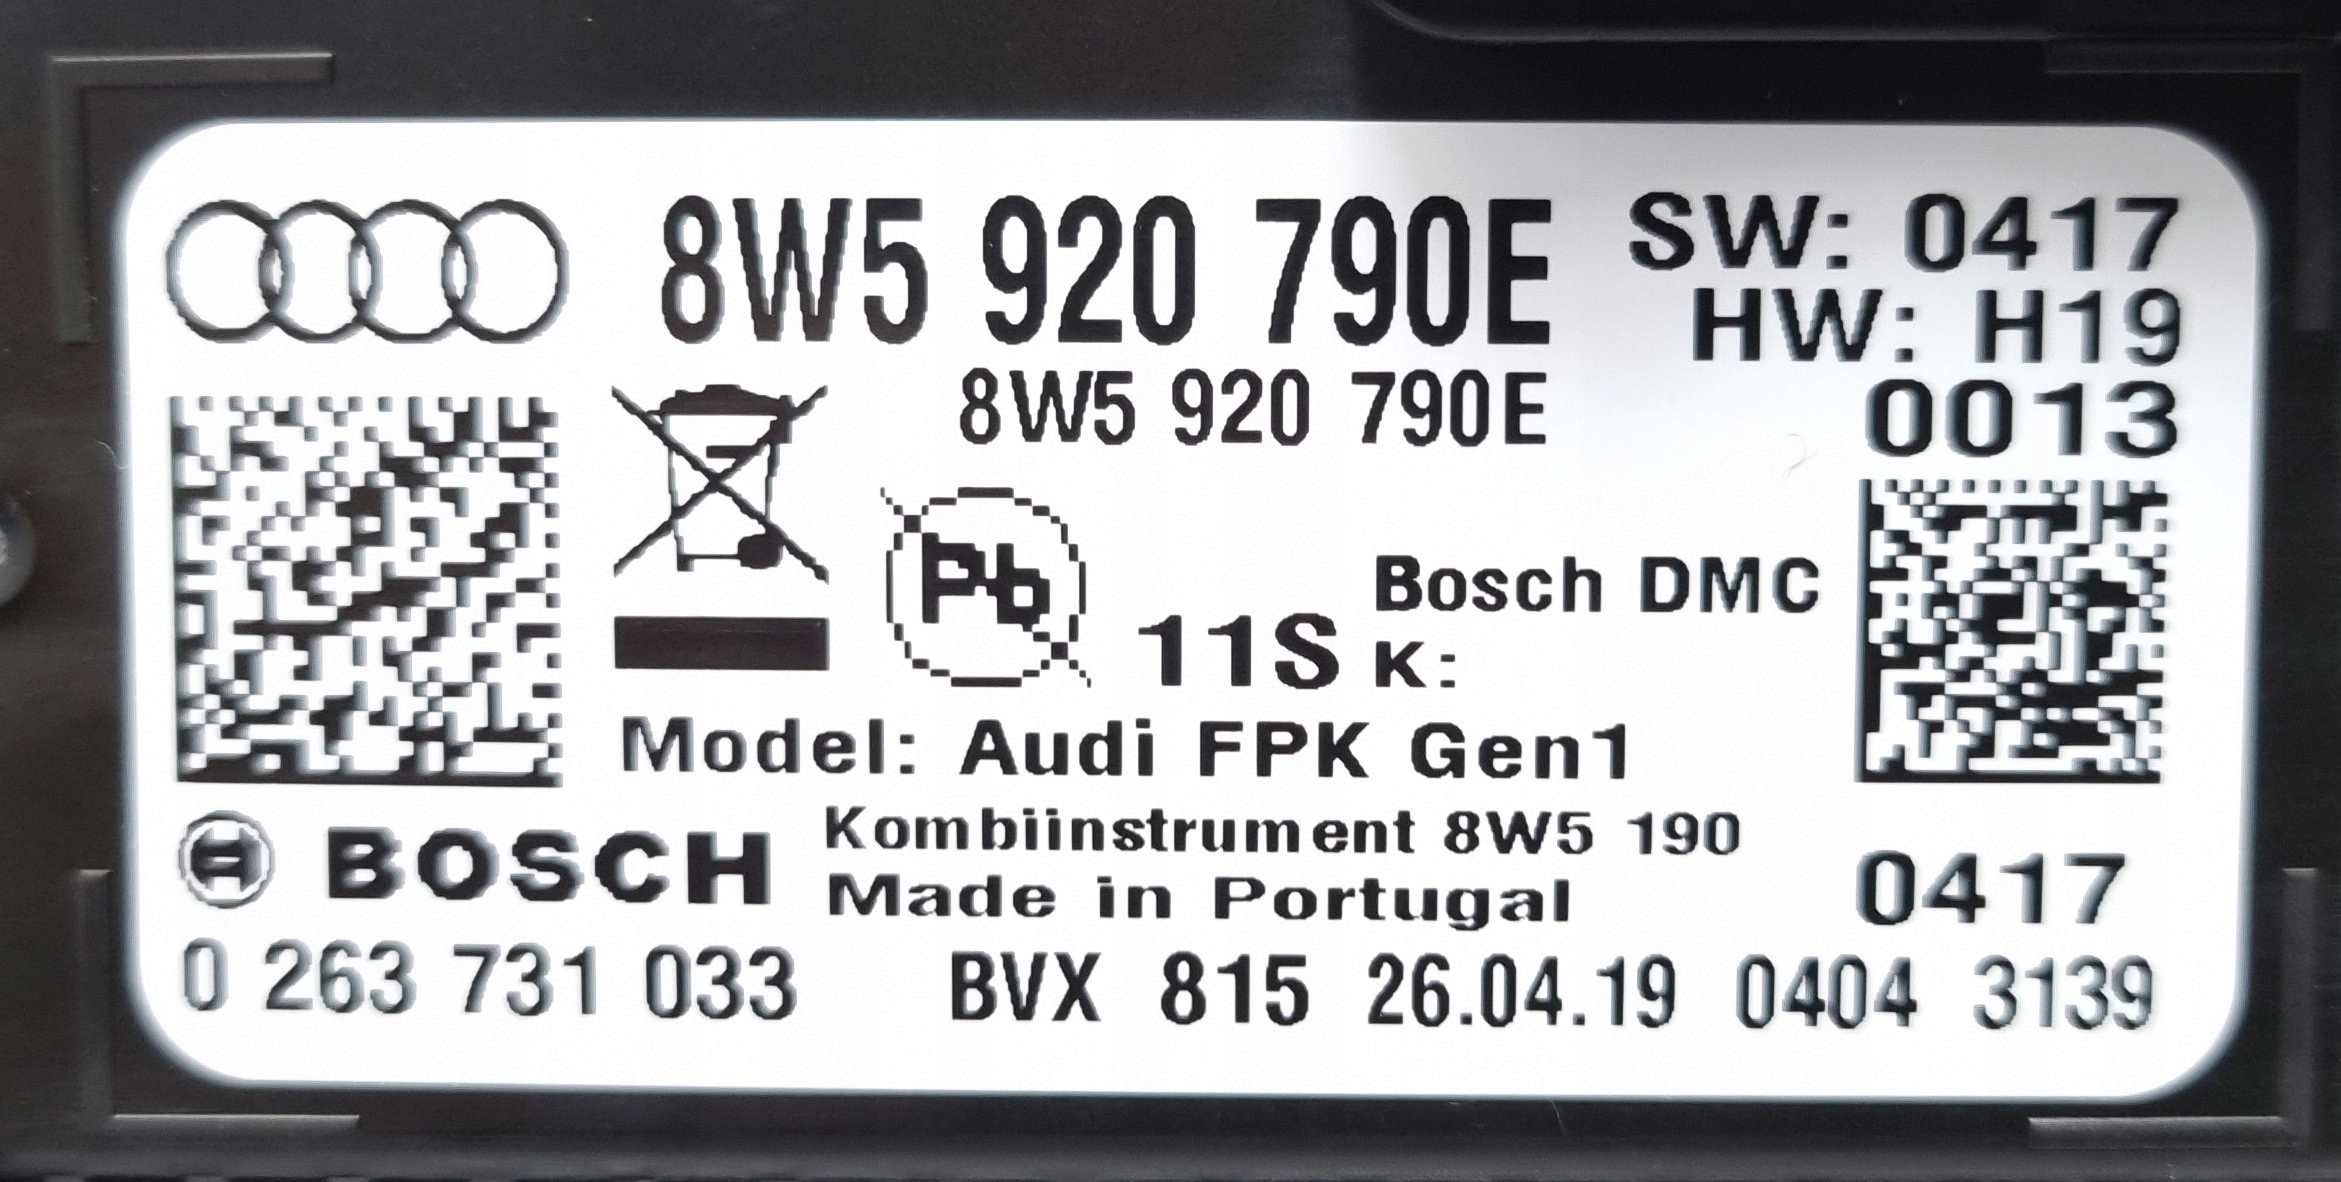 8W5 920 790E
SW: 0417
HW: H19
8W5 920 790E
0013
Pb
11S
Bosch DMC
K:
Model: Audi FPK Gen1
BOSCH
Kombiinstrument 8W5 190
Made in Portugal
0417
0 263 731 033
BVX 815 26.04.19 0404 3139